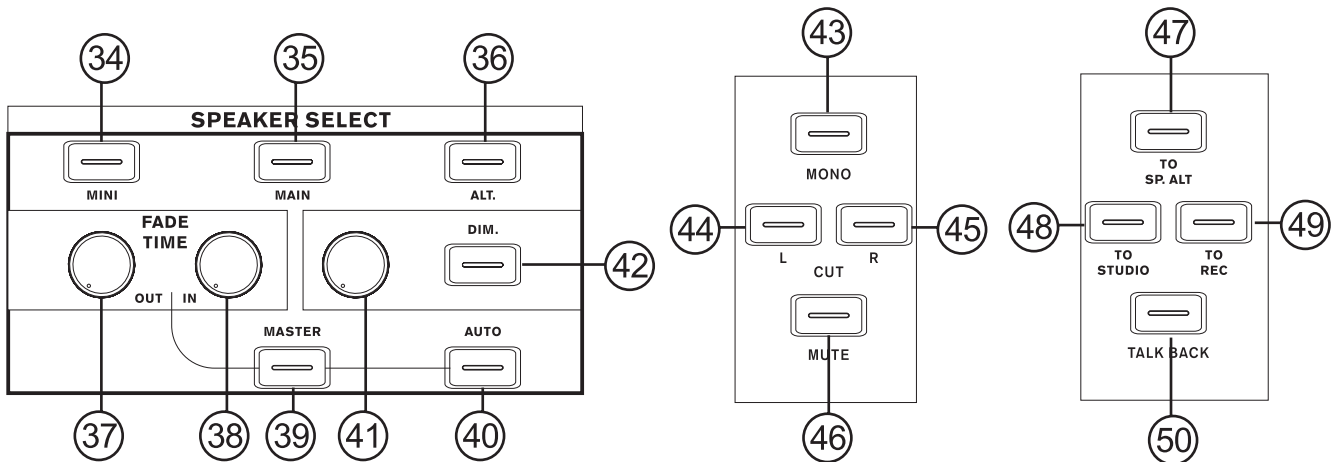 34 35 36
SPEAKER SELECT
MINI MAIN ALT.
FADE
TIME
DIM.
42
OUT IN
MASTER AUTO
37 38 39 41 40
43
MONO
44 45
L R
CUT
MUTE
46
47
TO
SP. ALT
48 49
TO TO
STUDIO REC
TALK BACK
50